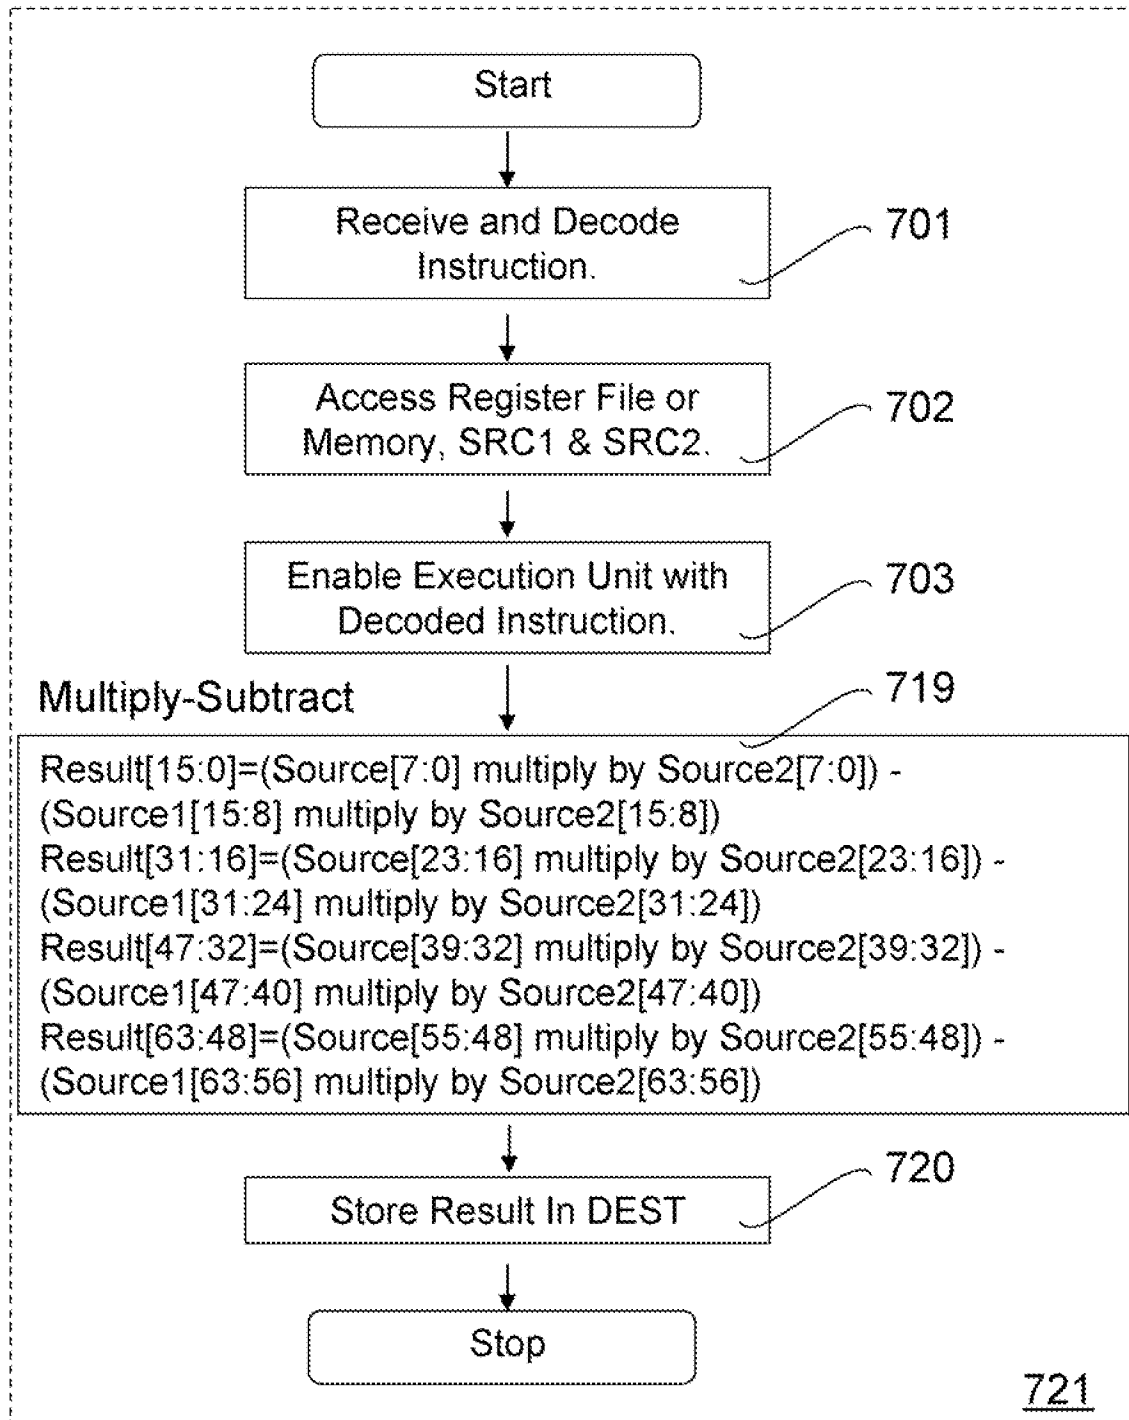 Start
Receive and Decode
Instruction.
701
Access Register File or
Memory, SRC1 & SRC2.
702
Enable Execution Unit with
Decoded Instruction.
703
Multiply-Subtract
719
Result[15:0]=(Source[7:0] multiply by Source2[7:0]) -
(Source1[15:8] multiply by Source2[15:8])
Result[31:16]=(Source[23:16] multiply by Source2[23:16]) -
(Source1[31:24] multiply by Source2[31:24])
Result[47:32]=(Source[39:32] multiply by Source2[39:32]) -
(Source1[47:40] multiply by Source2[47:40])
Result[63:48]=(Source[55:48] multiply by Source2[55:48]) -
(Source1[63:56] multiply by Source2[63:56])
720
Store Result In DEST
Stop
721